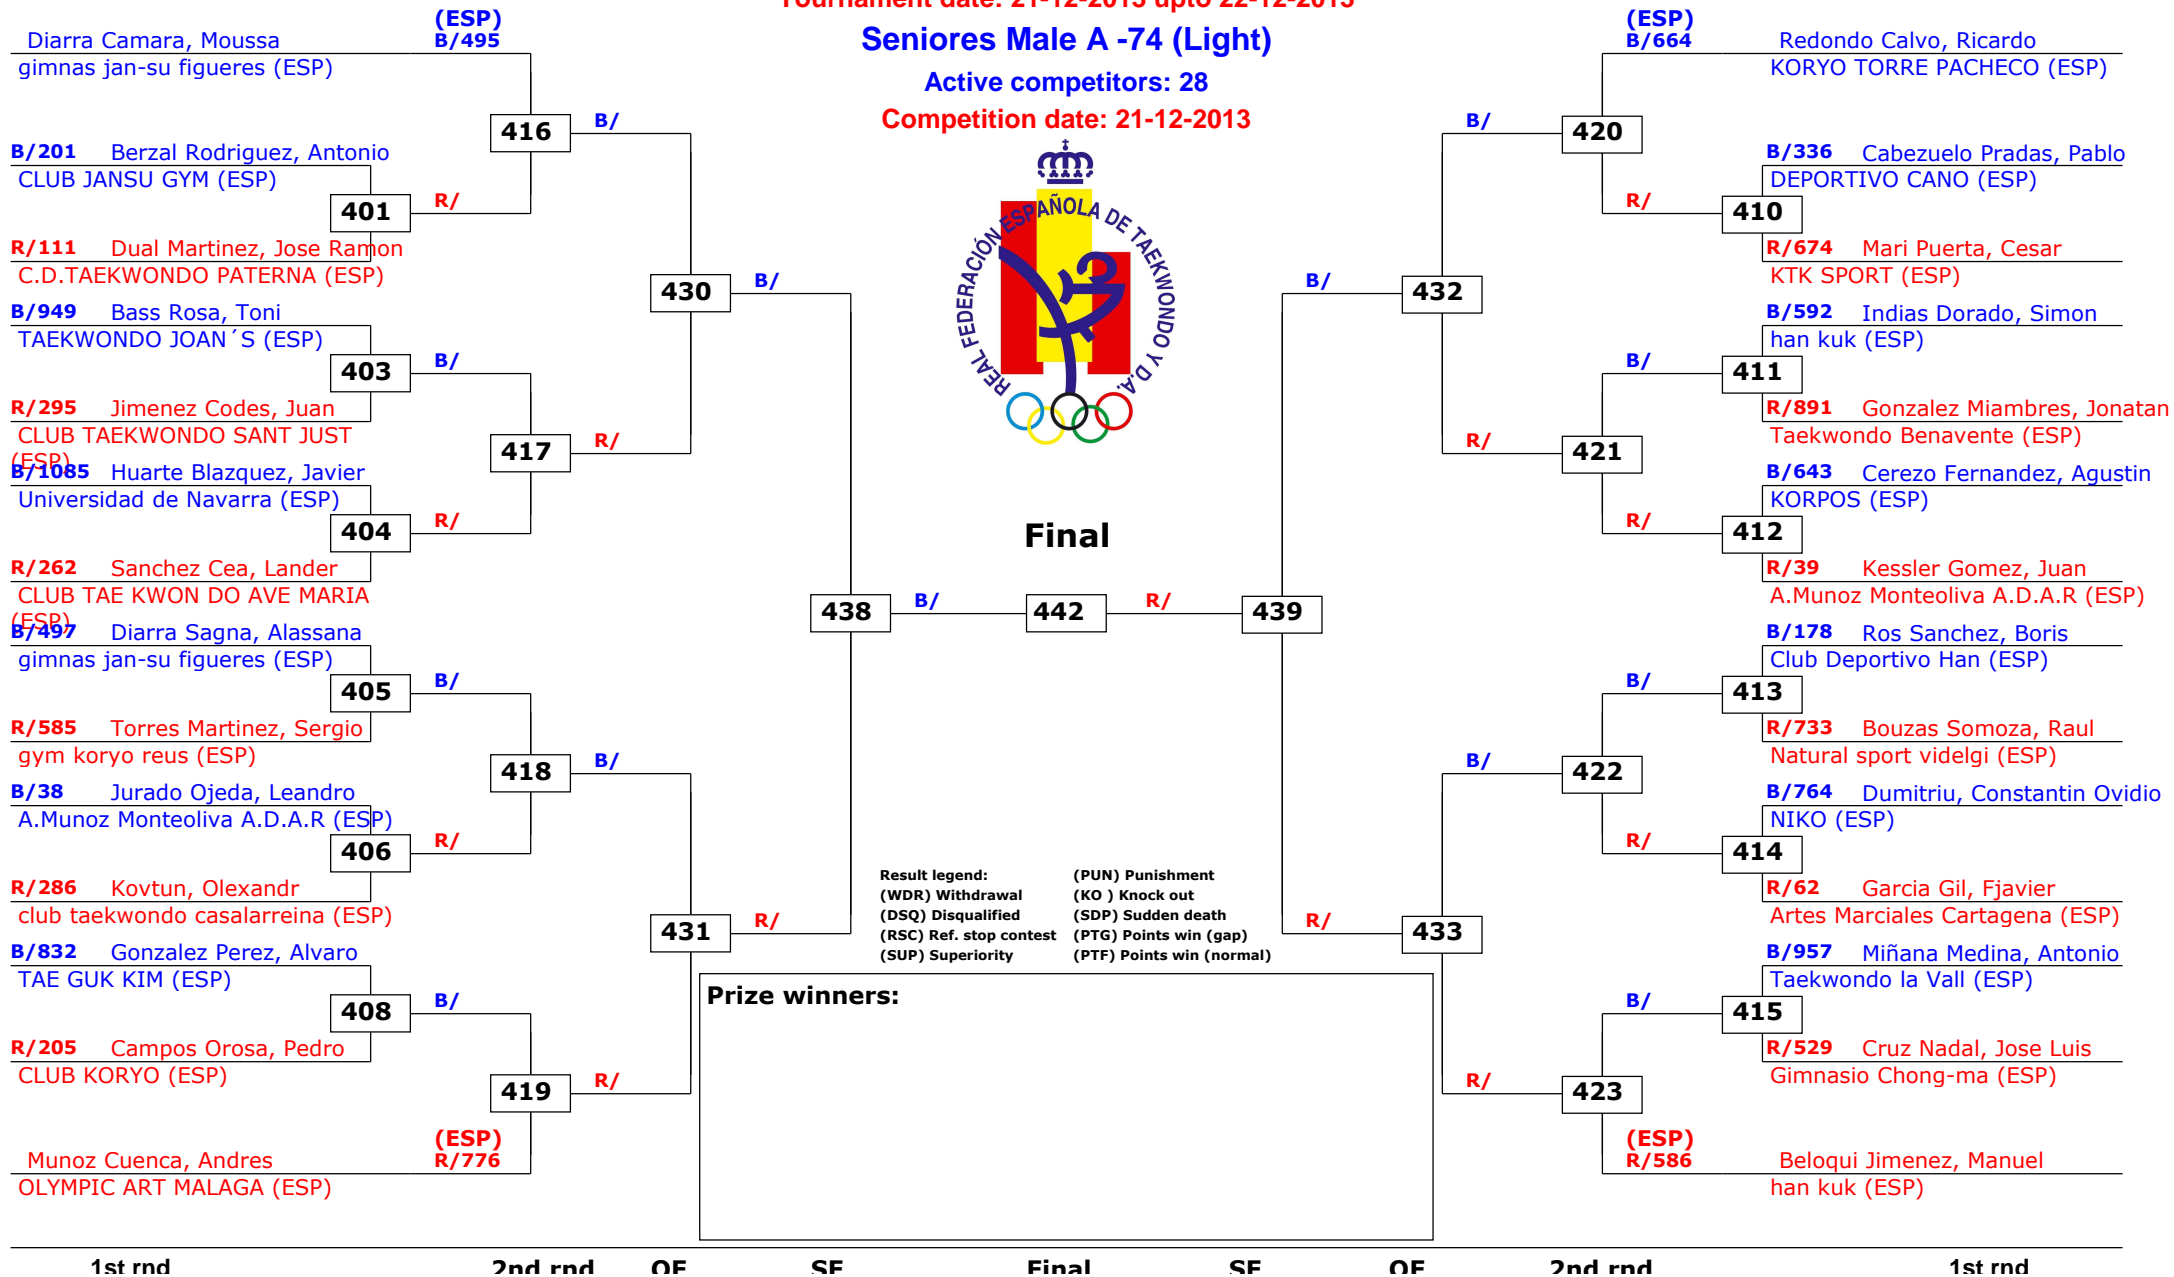 Tournament date: 21-12-2013 upto 22-12-2013
Seniores Male A -74 (Light)
Active competitors: 28
Competition date: 21-12-2013
REAL FEDERACIÓN ESPAÑOLA DE TAEKWONDO Y D.A.
(ESP)
Diarra Camara, Moussa B/495
gimnas jan-su figueres (ESP)
416
B/
B/201 Berzal Rodriguez, Antonio
CLUB JANSU GYM (ESP)
401
R/
R/111 Dual Martinez, Jose Ramon
C.D.TAEKWONDO PATERNA (ESP)
430
B/
B/949 Bass Rosa, Toni
TAEKWONDO JOAN´S (ESP)
403
B/
R/295 Jimenez Codes, Juan
CLUB TAEKWONDO SANT JUST
(ESP)
417
R/
B/1085 Huarte Blazquez, Javier
Universidad de Navarra (ESP)
404
R/
R/262 Sanchez Cea, Lander
CLUB TAE KWON DO AVE MARIA
(ESP)
438
B/
B/497 Diarra Sagna, Alassana
gimnas jan-su figueres (ESP)
405
B/
R/585 Torres Martinez, Sergio
gym koryo reus (ESP)
418
B/
B/38 Jurado Ojeda, Leandro
A.Munoz Monteoliva A.D.A.R (ESP)
406
R/
R/286 Kovtun, Olexandr
club taekwondo casalarreina (ESP)
431
R/
B/832 Gonzalez Perez, Alvaro
TAE GUK KIM (ESP)
408
B/
R/205 Campos Orosa, Pedro
CLUB KORYO (ESP)
419
R/
(ESP)
Munoz Cuenca, Andres R/776
OLYMPIC ART MALAGA (ESP)
Final
442
R/
(ESP)
B/664 Redondo Calvo, Ricardo
KORYO TORRE PACHECO (ESP)
B/
420
B/336 Cabezuelo Pradas, Pablo
DEPORTIVO CANO (ESP)
R/
410
R/674 Mari Puerta, Cesar
KTK SPORT (ESP)
B/
432
B/592 Indias Dorado, Simon
han kuk (ESP)
B/
411
R/891 Gonzalez Miambres, Jonatan
Taekwondo Benavente (ESP)
R/
421
B/643 Cerezo Fernandez, Agustin
KORPOS (ESP)
R/
412
R/39 Kessler Gomez, Juan
A.Munoz Monteoliva A.D.A.R (ESP)
439
B/178 Ros Sanchez, Boris
Club Deportivo Han (ESP)
B/
413
R/733 Bouzas Somoza, Raul
Natural sport videlgi (ESP)
B/
422
B/764 Dumitriu, Constantin Ovidio
NIKO (ESP)
R/
414
R/62 Garcia Gil, Fjavier
Artes Marciales Cartagena (ESP)
R/
433
B/957 Miñana Medina, Antonio
Taekwondo la Vall (ESP)
B/
415
R/529 Cruz Nadal, Jose Luis
Gimnasio Chong-ma (ESP)
R/
423
(ESP)
R/586 Beloqui Jimenez, Manuel
han kuk (ESP)
Result legend: (PUN) Punishment
(WDR) Withdrawal (KO ) Knock out
(DSQ) Disqualified (SDP) Sudden death
(RSC) Ref. stop contest (PTG) Points win (gap)
(SUP) Superiority (PTF) Points win (normal)
Prize winners:
1st rnd 2nd rnd QF SF Final SF QF 2nd rnd 1st rnd